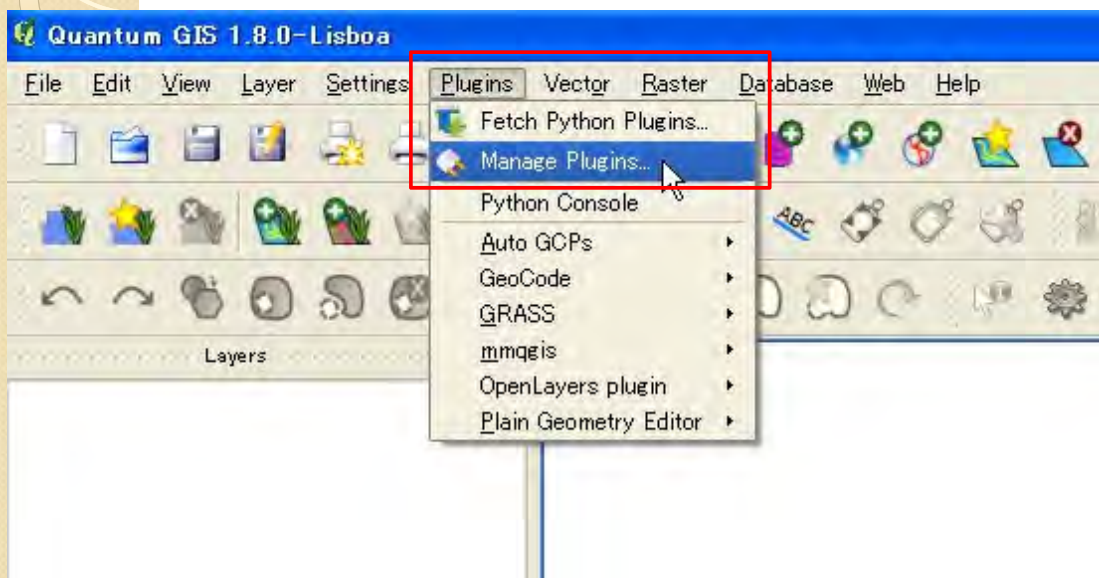 Quantum GIS 1.8.0-Lisboa
File Edit View Layer Settings Plugins Vector Raster Database Web Help
Fetch Python Plugins...
Manage Plugins...
Python Console
ABC
Auto GCPs
GeoCode
GRASS
Layers
mmqgis
OpenLayers plugin
Plain Geometry Editor